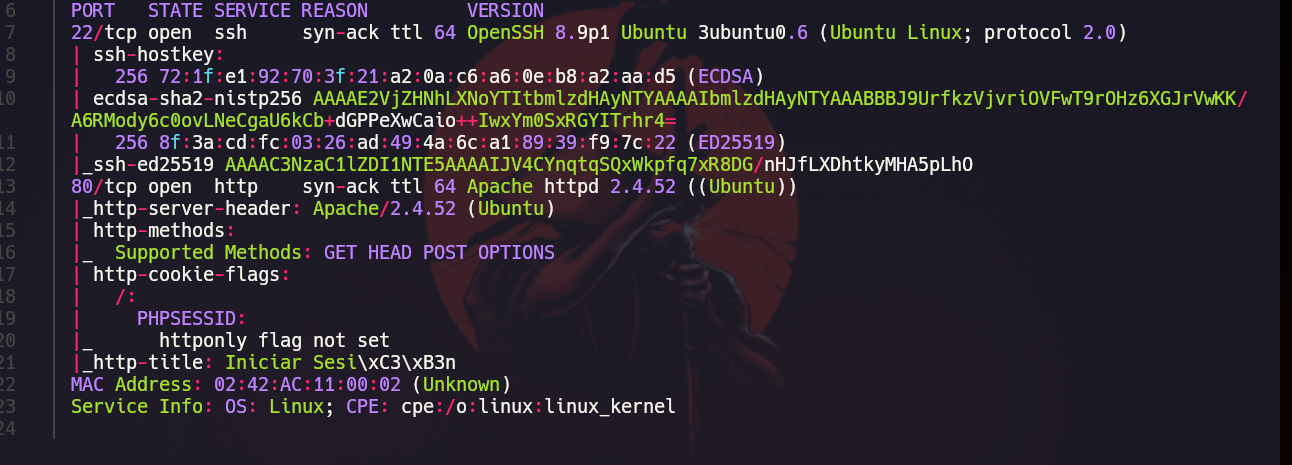 6 PORT   STATE SERVICE REASON         VERSION
7 22/tcp open  ssh     syn-ack ttl 64 OpenSSH 8.9p1 Ubuntu 3ubuntu0.6 (Ubuntu Linux; protocol 2.0)
8 | ssh-hostkey:
9 |   256 72:1f:e1:92:70:3f:21:a2:0a:c6:a6:0e:b8:a2:aa:d5 (ECDSA)
10 | ecdsa-sha2-nistp256 AAAAE2VjZHNhLXNoYTItbmlzdHAyNTYAAAAIbmlzdHAyNTYAAABBBJ9UrfkzVjvriOVFwT9rOHz6XGJrVwKK/
A6RMody6c0ovLNeCgaU6kCb+dGPPeXwCaio++IwxYm0SxRGYITrhr4=
11 |   256 8f:3a:cd:fc:03:26:ad:49:4a:6c:a1:89:39:f9:7c:22 (ED25519)
12 |_ssh-ed25519 AAAAC3NzaC1lZDI1NTE5AAAAIJV4CYnqtqSQxWkpfq7xR8DG/nHJfLXDhtkyMHA5pLhO
13 80/tcp open  http    syn-ack ttl 64 Apache httpd 2.4.52 ((Ubuntu))
14 |_http-server-header: Apache/2.4.52 (Ubuntu)
15 | http-methods:
16 |_  Supported Methods: GET HEAD POST OPTIONS
17 | http-cookie-flags:
18 |   /:
19 |     PHPSESSID:
20 |_      httponly flag not set
21 |_http-title: Iniciar Sesi\xC3\xB3n
22 MAC Address: 02:42:AC:11:00:02 (Unknown)
23 Service Info: OS: Linux; CPE: cpe:/o:linux:linux_kernel
24